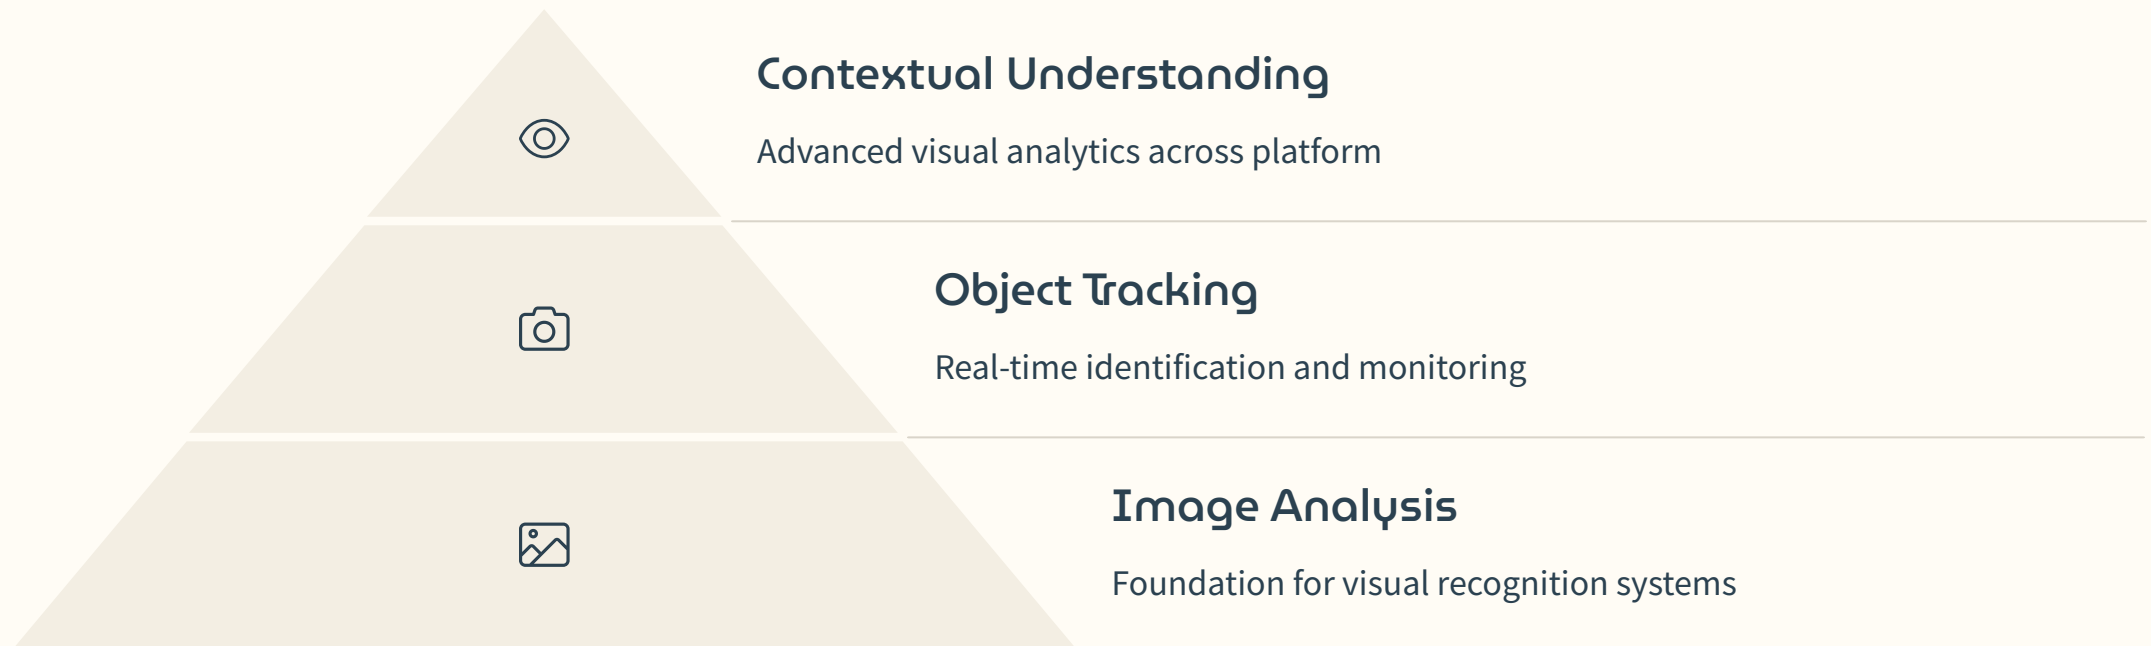 Contextual Understanding
Advanced visual analytics across platform
Object Tracking
Real-time identification and monitoring
Image Analysis
Foundation for visual recognition systems